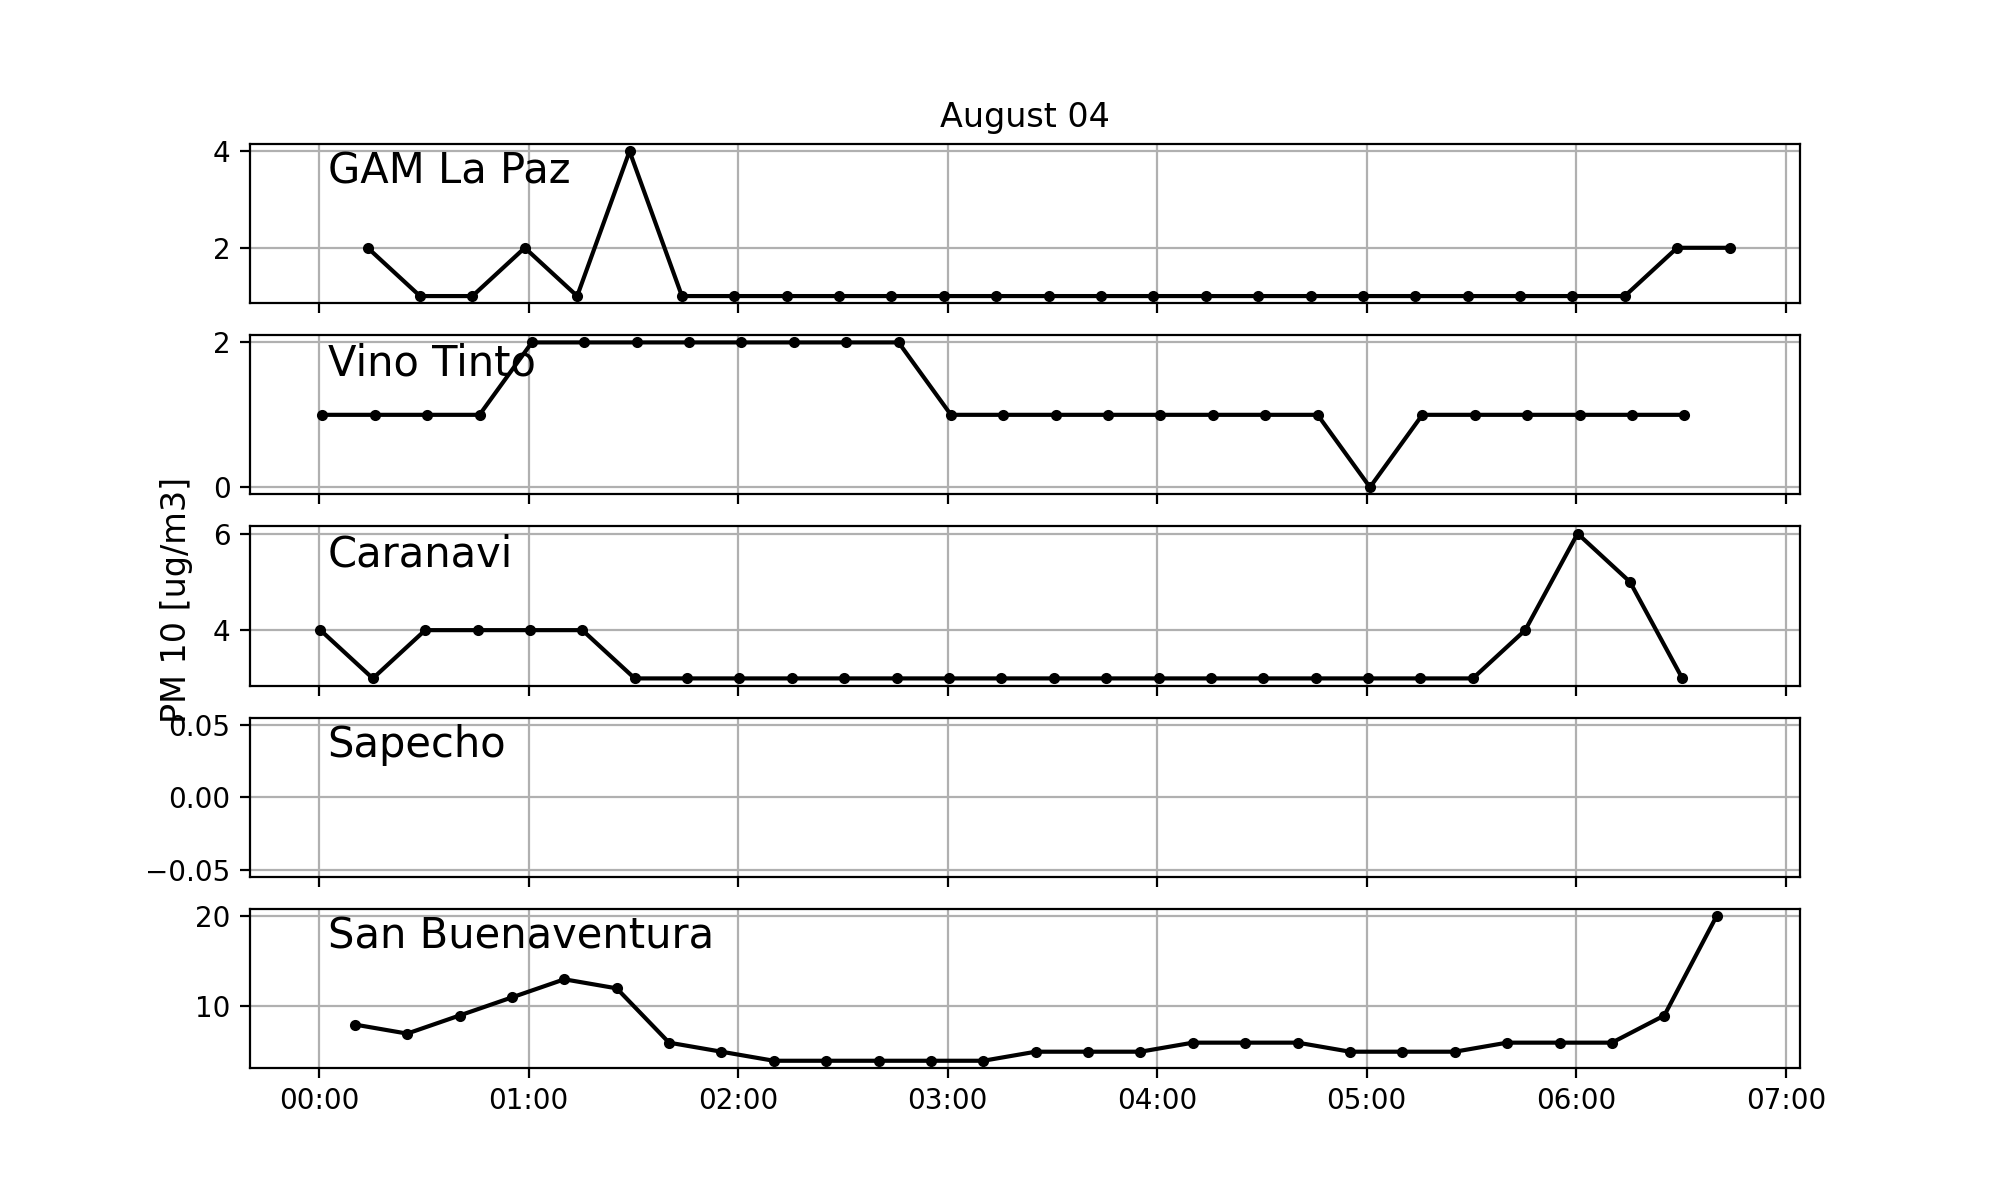 August 04
GAM La Paz
4
2
Vino Tinto
2
0
PM 10 [ug/m3]
Caranavi
6
4
Sapecho
0.05
0.00
−0.05
San Buenaventura
20
10
00:00 01:00 02:00 03:00 04:00 05:00 06:00 07:00